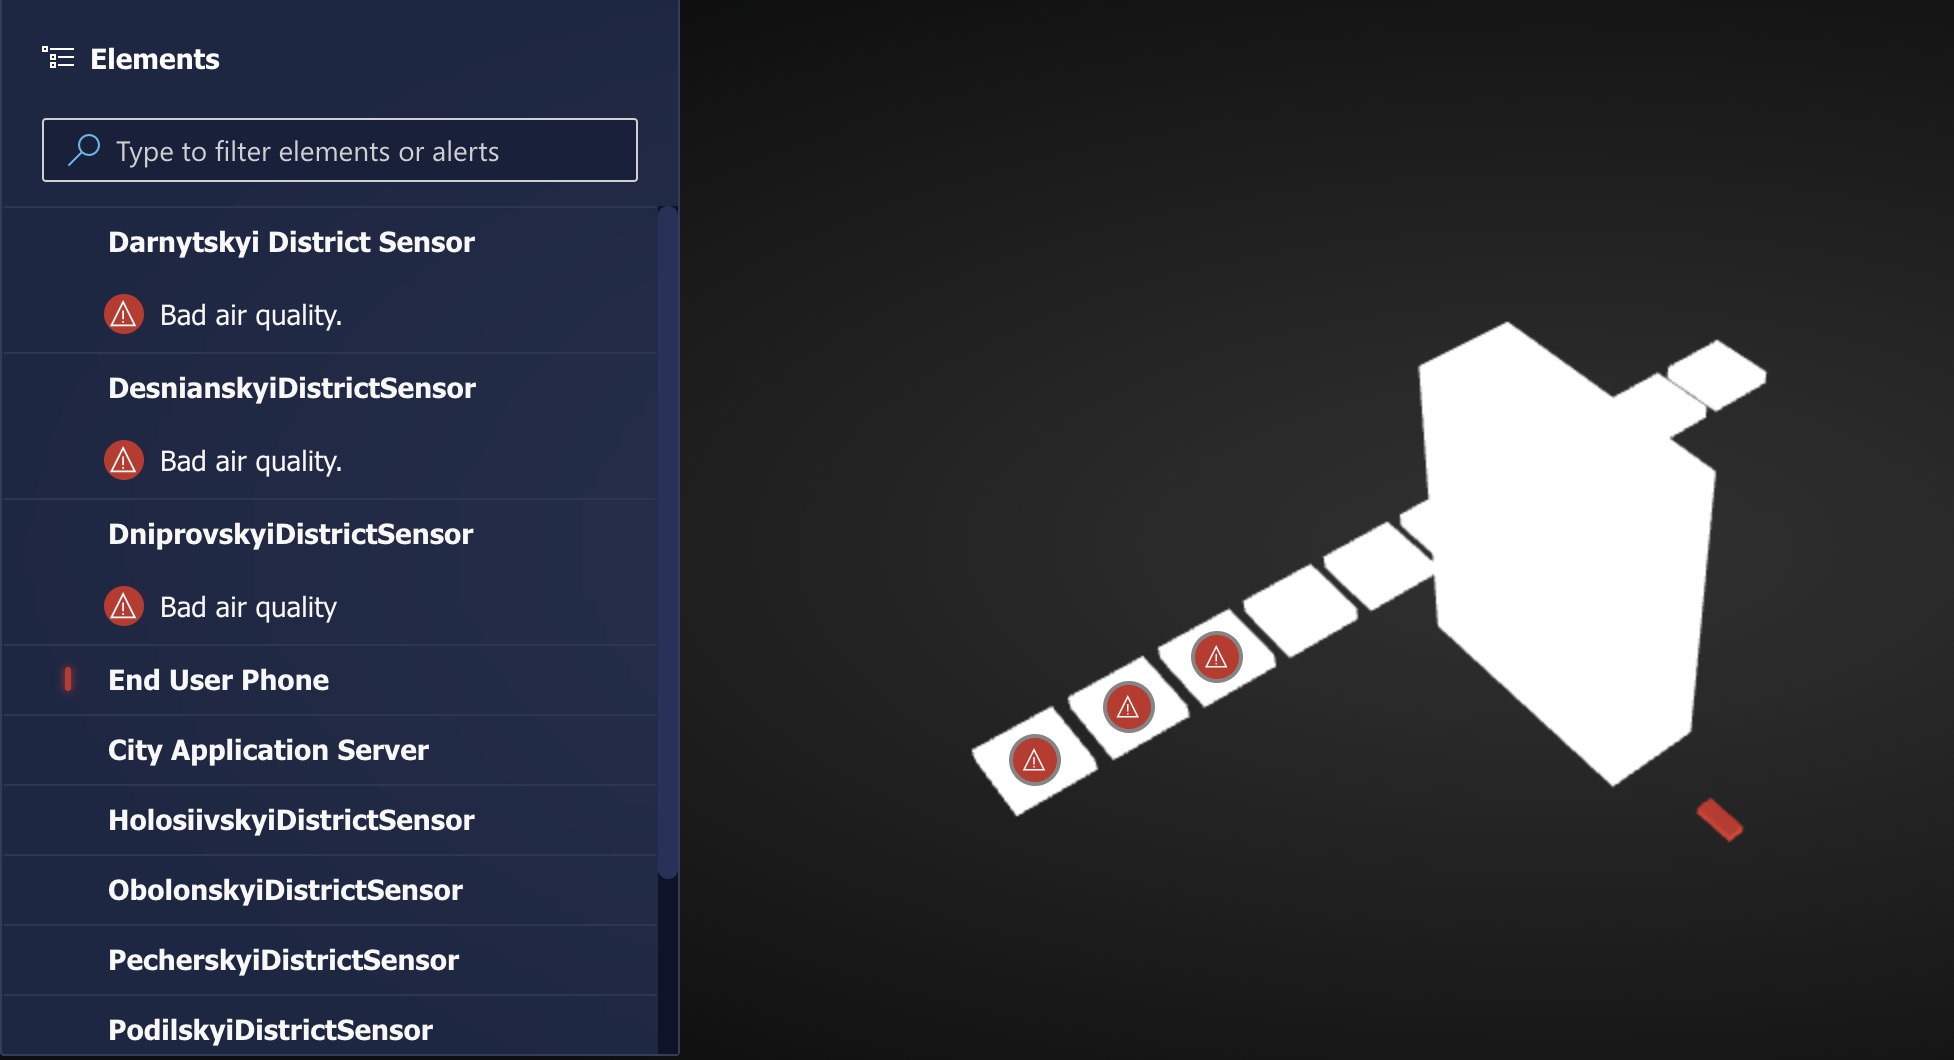 Elements
Type to filter elements or alerts
Darnytskyi District Sensor
Bad air quality.
DesnianskyiDistrictSensor
Bad air quality.
DniprovskyiDistrictSensor
Bad air quality
End User Phone
City Application Server
HolosiivskyiDistrictSensor
ObolonskyiDistrictSensor
PecherskyiDistrictSensor
PodilskyiDistrictSensor